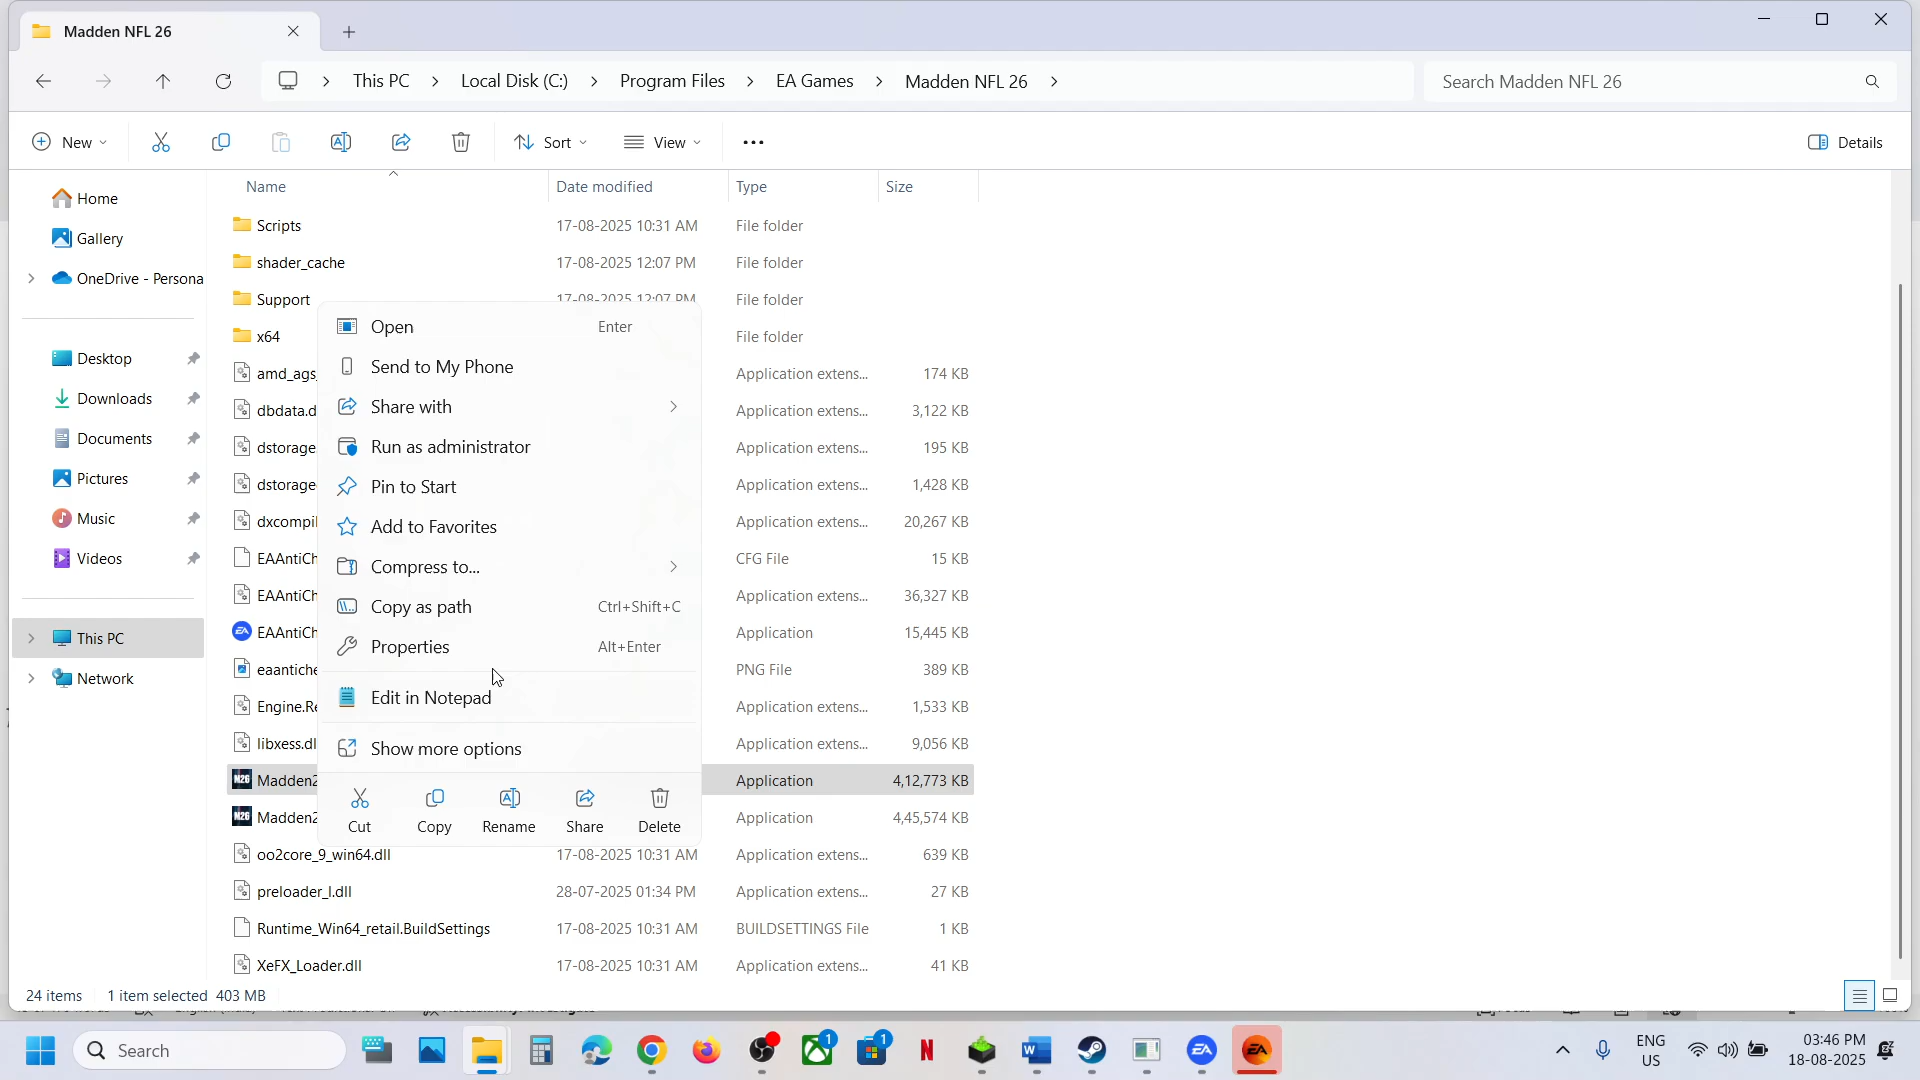 Madden NFL 26
This PC > Local Disk (C:) > Program Files > EA Games > Madden NFL 26 >
Search Madden NFL 26
New
Sort
View
Details
Name
Date modified
Type
Size
Home
Gallery
OneDrive - Persona
Desktop
Downloads
Documents
Pictures
Music
Videos
This PC
Network
Scripts 17-08-2025 10:31 AM File folder
shader_cache 17-08-2025 12:07 PM File folder
Support 17-08-2025 12:07 PM File folder
x64 File folder
amd_ags_ Application extens... 174 KB
dbdata.d Application extens... 3,122 KB
dstorage Application extens... 195 KB
dstorage Application extens... 1,428 KB
dxcompil Application extens... 20,267 KB
EAAntiCh CFG File 15 KB
EAAntiCh Application extens... 36,327 KB
EAAntiCh Application 15,445 KB
eaantiche PNG File 389 KB
Engine.Re Application extens... 1,533 KB
libxess.dl Application extens... 9,056 KB
Madden2 Application 4,12,773 KB
Madden2 Application 4,45,574 KB
oo2core_9_win64.dll 17-08-2025 10:31 AM Application extens... 639 KB
preloader_l.dll 28-07-2025 01:34 PM Application extens... 27 KB
Runtime_Win64_retail.BuildSettings 17-08-2025 10:31 AM BUILDSETTINGS File 1 KB
XeFX_Loader.dll 17-08-2025 10:31 AM Application extens... 41 KB
Open Enter
Send to My Phone
Share with
Run as administrator
Pin to Start
Add to Favorites
Compress to...
Copy as path Ctrl+Shift+C
Properties Alt+Enter
Edit in Notepad
Show more options
Cut
Copy
Rename
Share
Delete
24 items 1 item selected 403 MB
Search
1
1
N
EA
EA
ENG
US
03:46 PM
18-08-2025